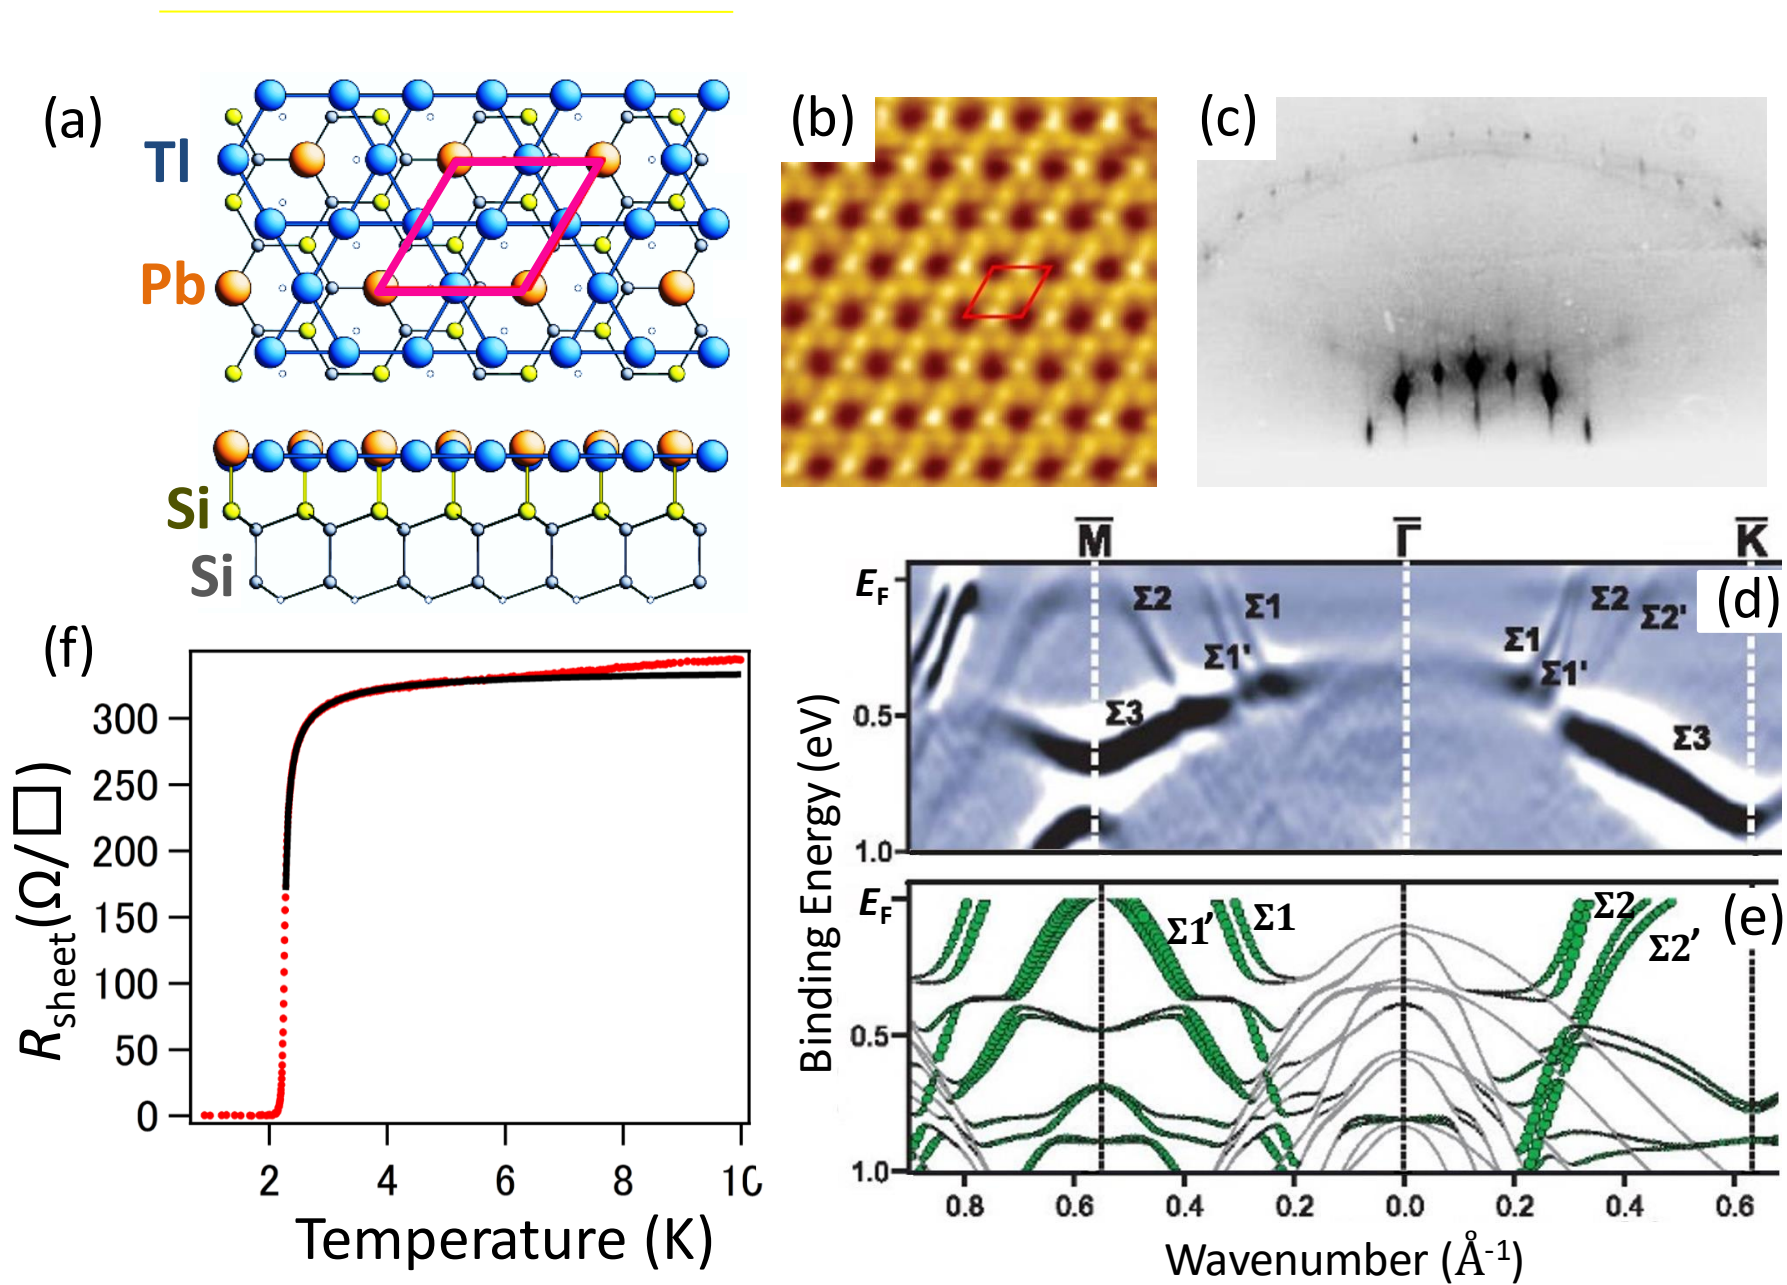 (a)
Tl
Pb
Si
Si
(b)
(c)
M̅
Γ̅
K̅
E_F
Σ2
Σ1
Σ1'
Σ3
Σ2
Σ2'
Σ1
Σ1'
Σ3
(d)
0.5
1.0
E_F
Σ1'
Σ1
Σ2
Σ2'
(e)
0.5
1.0
Binding Energy (eV)
0.8 0.6 0.4 0.2 0.0 0.2 0.4 0.6
Wavenumber (Å⁻¹)
(f)
R_sheet (Ω/□)
300
250
200
150
100
50
0
2 4 6 8 10
Temperature (K)